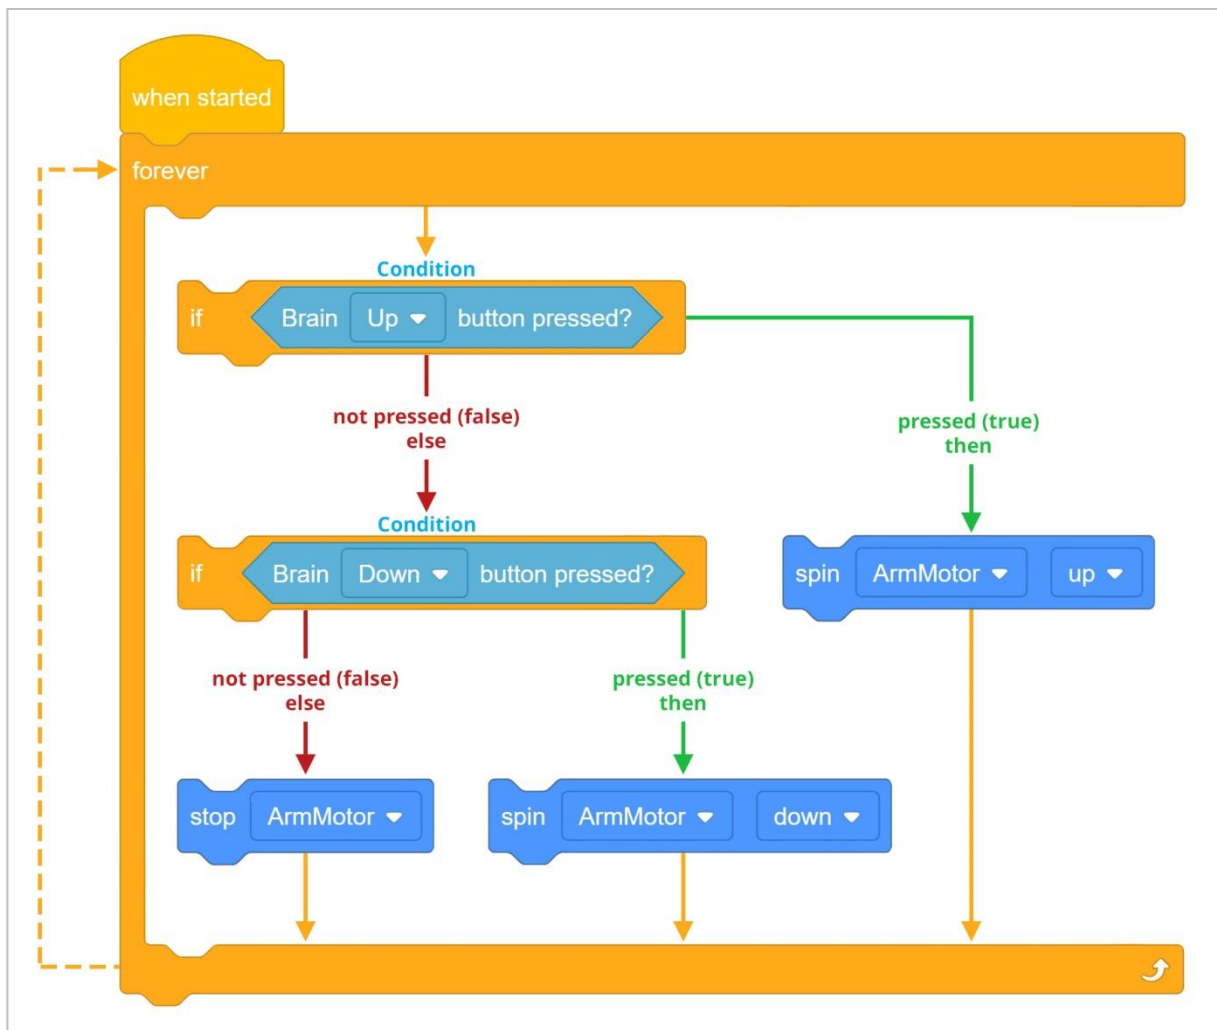 when started
forever
Condition
if Brain Up button pressed?
not pressed (false)
else
pressed (true)
then
Condition
if Brain Down button pressed?
spin ArmMotor up
not pressed (false)
else
pressed (true)
then
stop ArmMotor
spin ArmMotor down